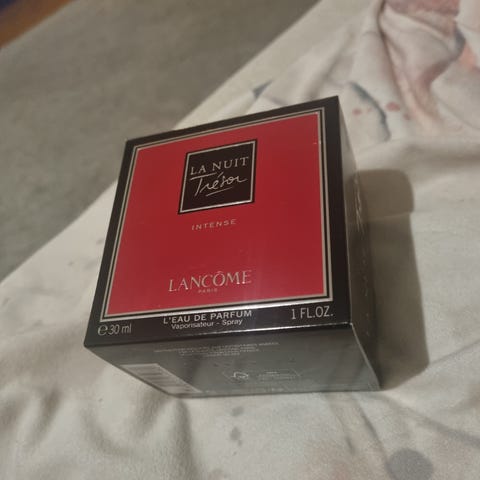 LA NUIT
Trésor
INTENSE
LANCÔME
PARIS
L'EAU DE PARFUM
Vaporisateur - Spray
℮ 30 ml
1 FL.OZ.